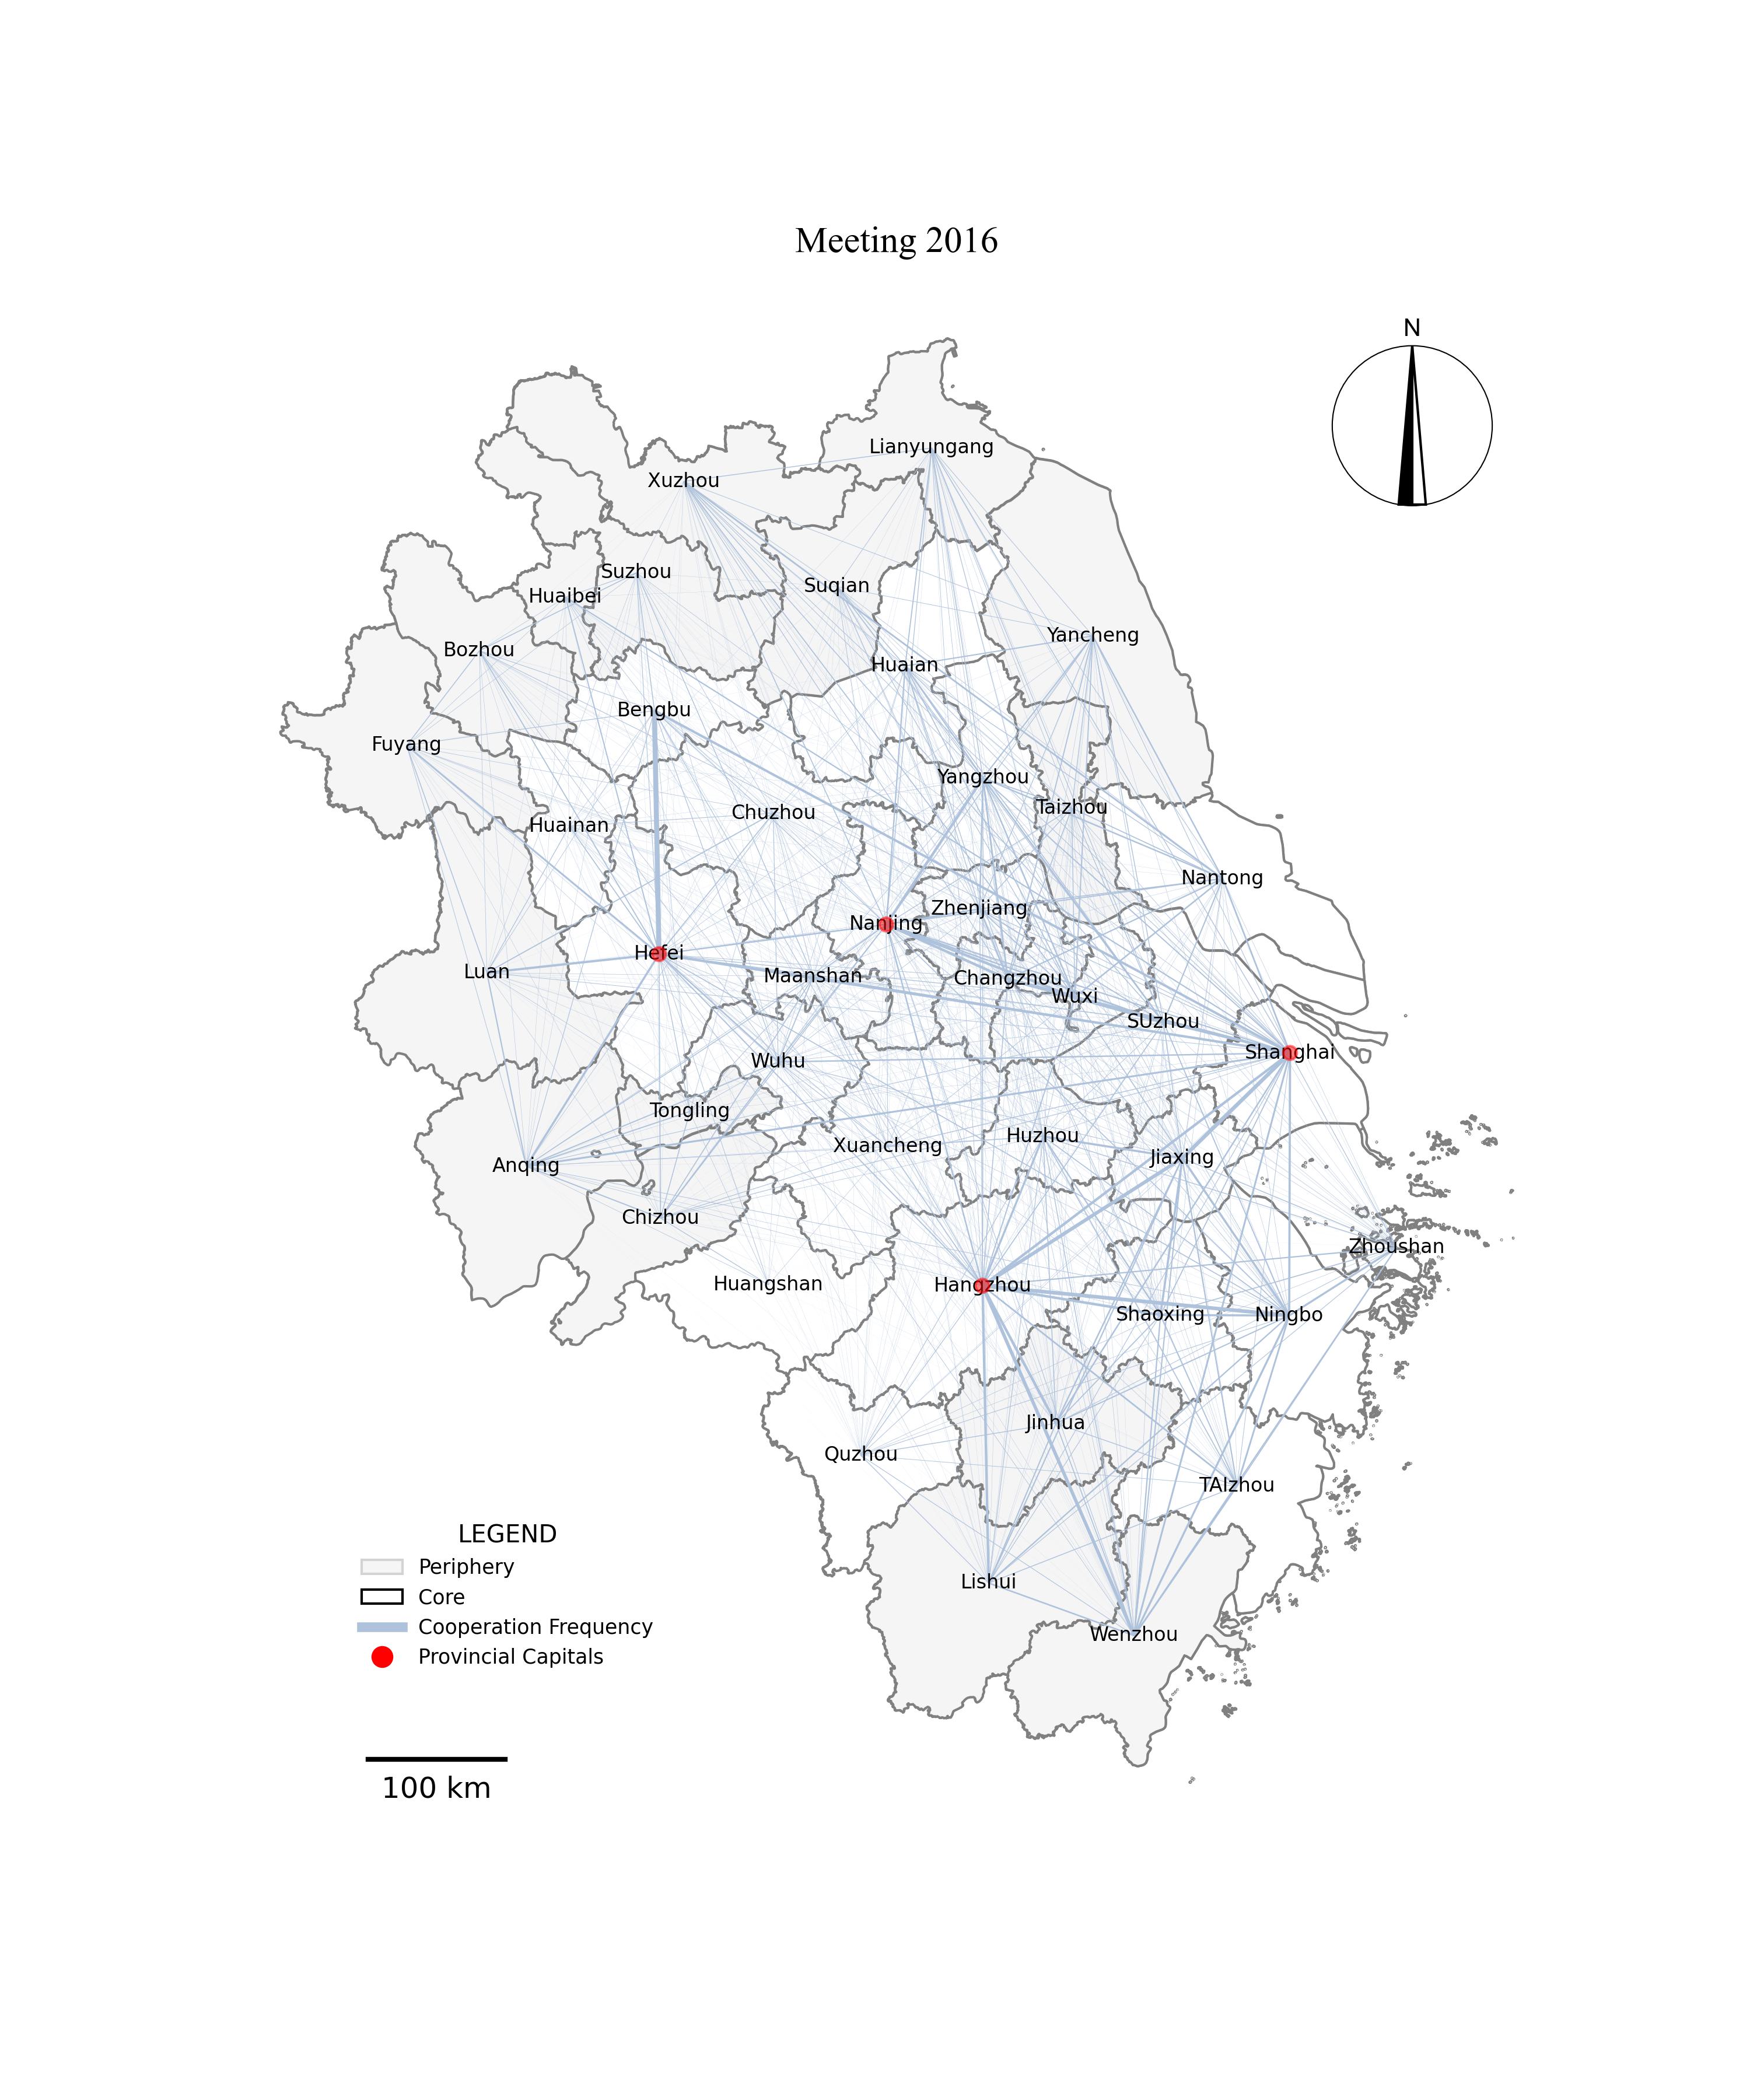 Meeting 2016
N
Lianyungang
Xuzhou
Suzhou
Suqian
Huaibei
Yancheng
Bozhou
Huaian
Bengbu
Fuyang
Yangzhou
Taizhou
Chuzhou
Huainan
Nantong
Zhenjiang
Nanjing
Hefei
Luan
Maanshan
Changzhou
Wuxi
SUzhou
Shanghai
Wuhu
Tongling
Huzhou
Xuancheng
Jiaxing
Anqing
Chizhou
Zhoushan
Huangshan
Hangzhou
Shaoxing
Ningbo
Jinhua
Quzhou
TAIzhou
Lishui
Wenzhou
LEGEND
Periphery
Core
Cooperation Frequency
Provincial Capitals
100 km